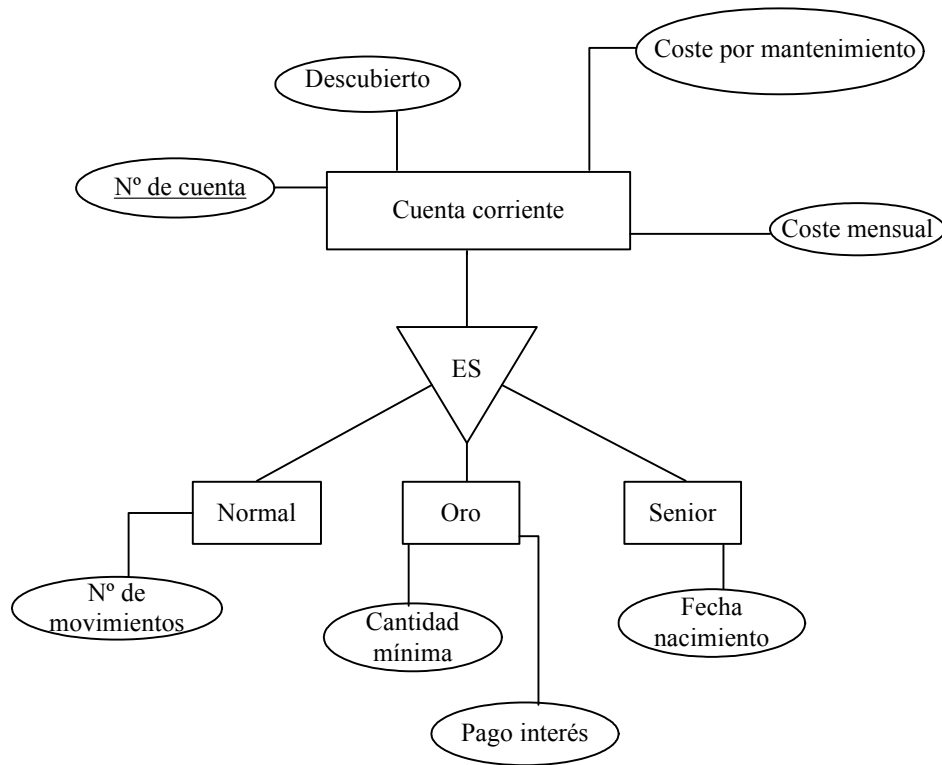 Coste por mantenimiento
Descubierto
Nº de cuenta
Cuenta corriente
Coste mensual
ES
Normal
Oro
Senior
Nº de
movimientos
Cantidad
mínima
Fecha
nacimiento
Pago interés